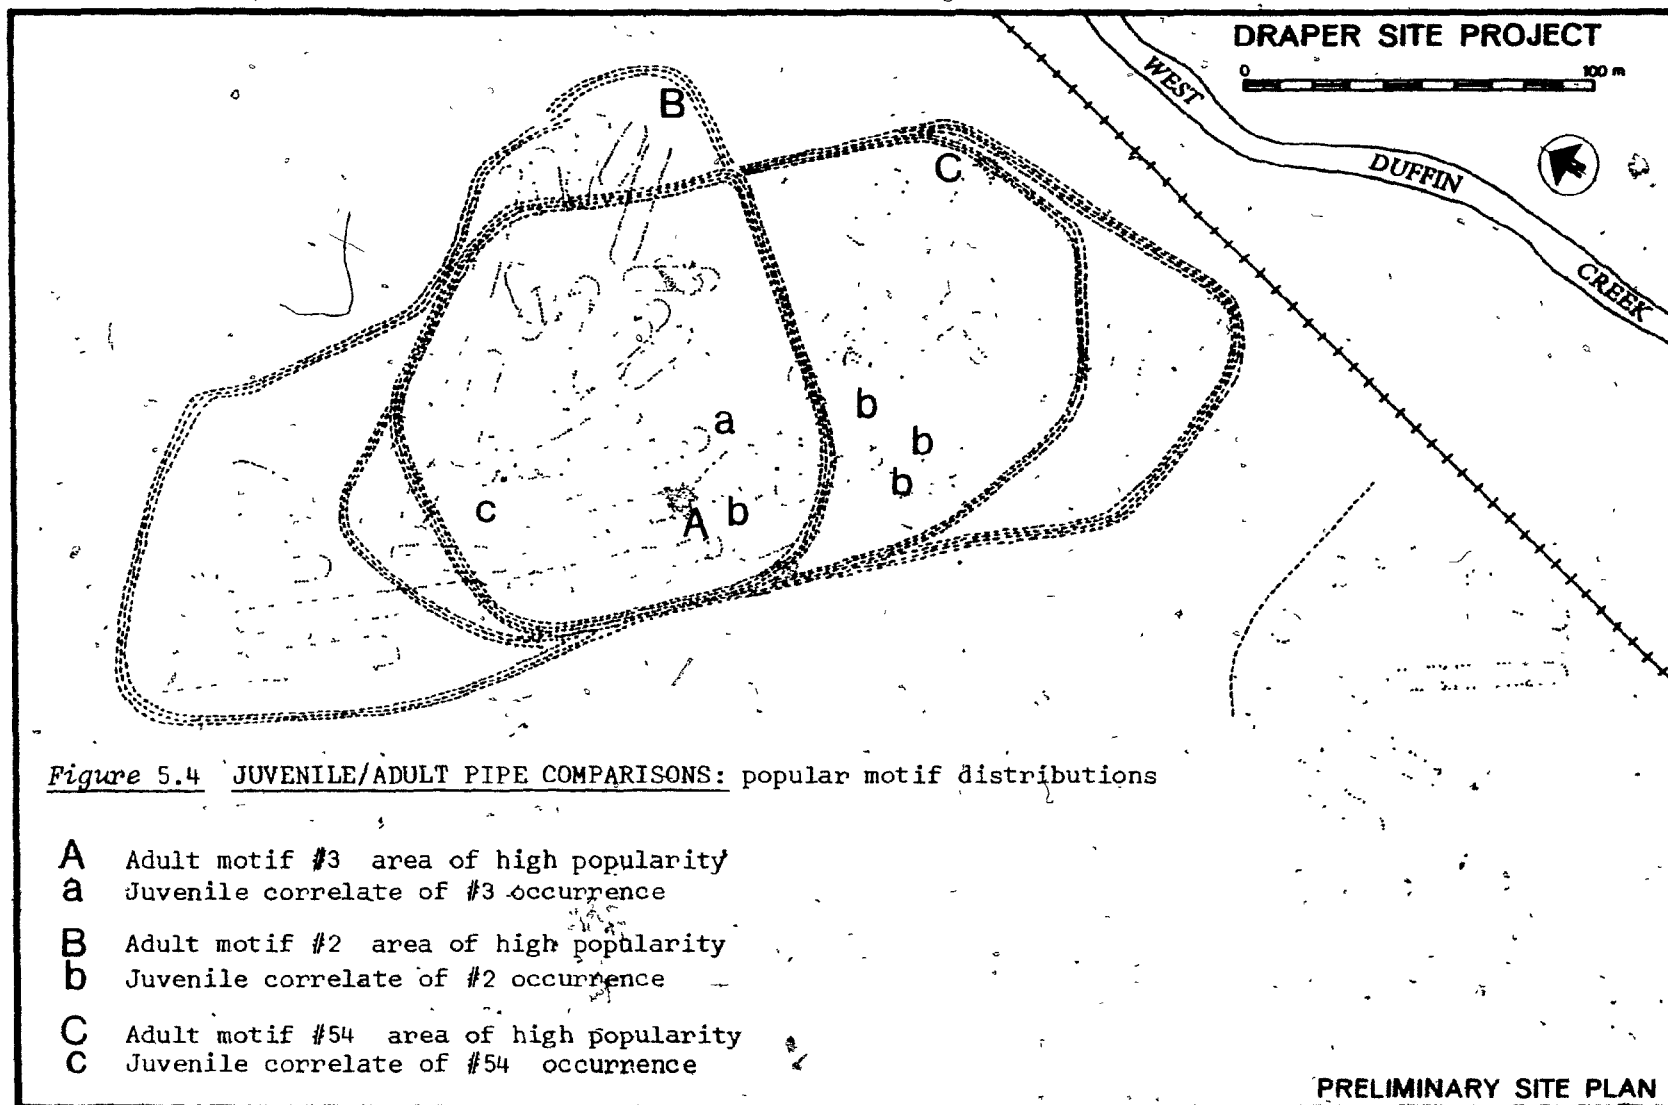 DRAPER SITE PROJECT
0 100 m
WEST
DUFFIN
CREEK
B
C
a
b
b
b
c
A b
Figure 5.4 JUVENILE/ADULT PIPE COMPARISONS: popular motif distributions
A Adult motif #3 area of high popularity
a Juvenile correlate of #3 occurrence
B Adult motif #2 area of high popularity
b Juvenile correlate of #2 occurrence
C Adult motif #54 area of high popularity
c Juvenile correlate of #54 occurrence
PRELIMINARY SITE PLAN